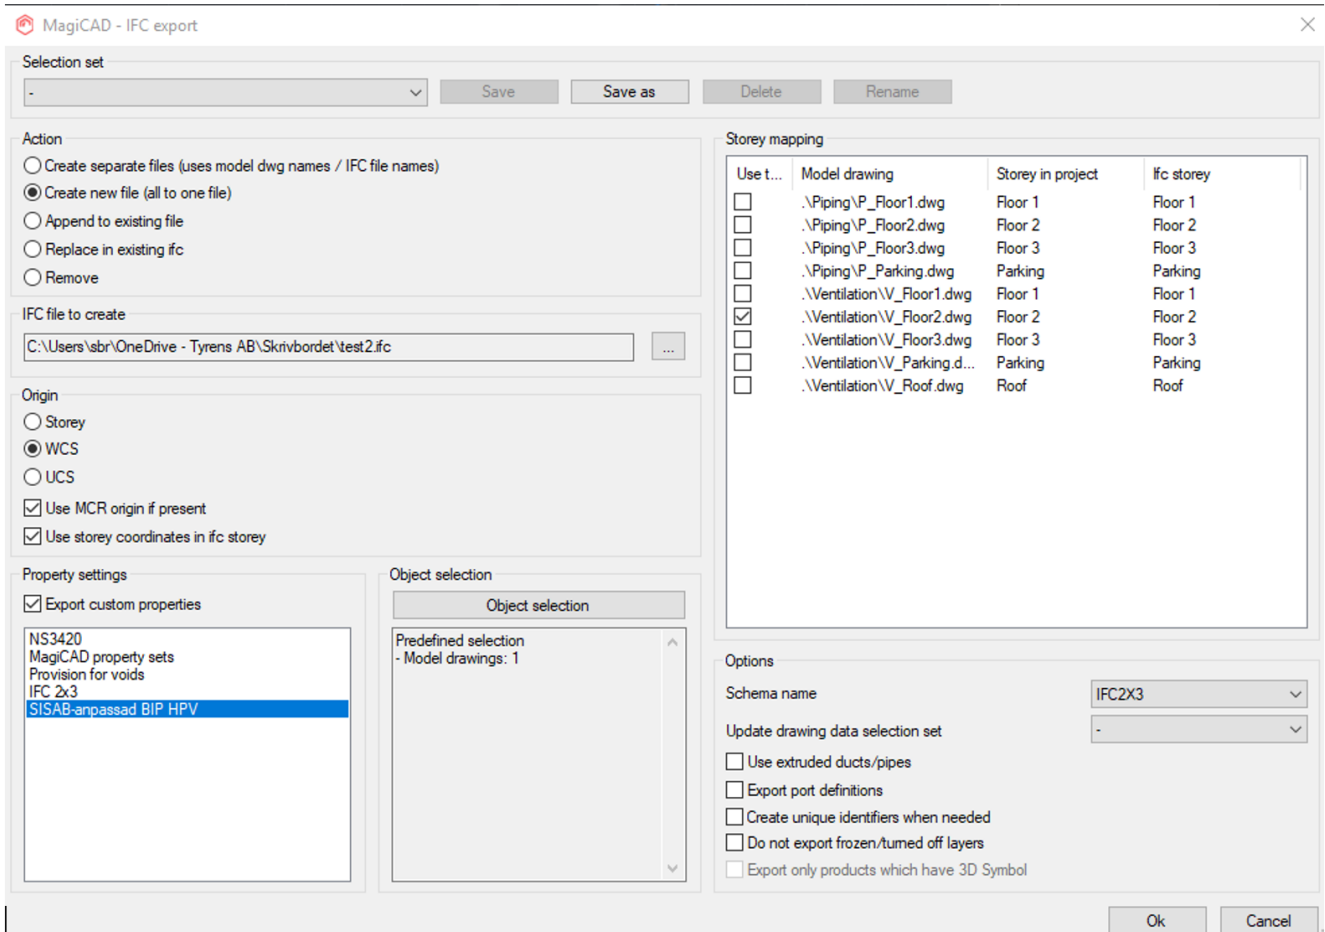 MagiCAD - IFC export
Selection set
-
Save
Save as
Delete
Rename
Action
Create separate files (uses model dwg names / IFC file names)
Create new file (all to one file)
Append to existing file
Replace in existing ifc
Remove
IFC file to create
C:\Users\sbr\OneDrive - Tyrens AB\Skrivbordet\test2.ifc
...
Origin
Storey
WCS
UCS
Use MCR origin if present
Use storey coordinates in ifc storey
Property settings
Export custom properties
NS3420
MagiCAD property sets
Provision for voids
IFC 2x3
SISAB-anpassad BIP HPV
Object selection
Object selection
Predefined selection
- Model drawings: 1
Storey mapping
Use t... Model drawing Storey in project Ifc storey
.\Piping\P_Floor1.dwg Floor 1 Floor 1
.\Piping\P_Floor2.dwg Floor 2 Floor 2
.\Piping\P_Floor3.dwg Floor 3 Floor 3
.\Piping\P_Parking.dwg Parking Parking
.\Ventilation\V_Floor1.dwg Floor 1 Floor 1
.\Ventilation\V_Floor2.dwg Floor 2 Floor 2
.\Ventilation\V_Floor3.dwg Floor 3 Floor 3
.\Ventilation\V_Parking.d... Parking Parking
.\Ventilation\V_Roof.dwg Roof Roof
Options
Schema name IFC2X3
Update drawing data selection set -
Use extruded ducts/pipes
Export port definitions
Create unique identifiers when needed
Do not export frozen/turned off layers
Export only products which have 3D Symbol
Ok
Cancel